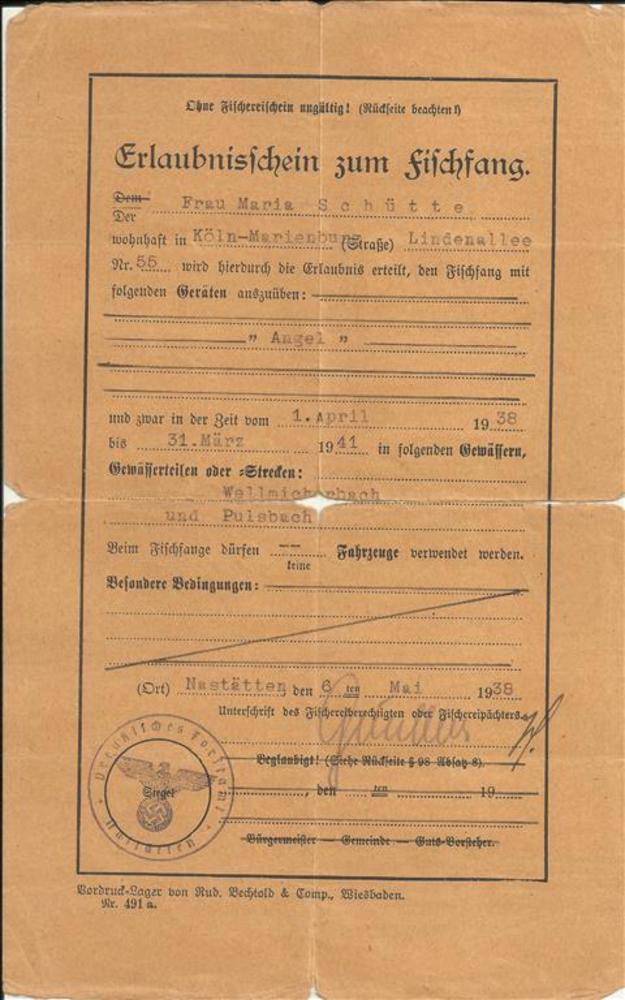 Ohne Fischereischein ungültig! (Rückseite beachten!)
Erlaubnisschein zum Fischfang.
Dem
Der Frau Maria Schütte
wohnhaft in Köln-Marienburg (Straße) Lindenallee
Nr. 55 wird hierdurch die Erlaubnis erteilt, den Fischfang mit
folgenden Geräten auszuüben:
" Angel "
und zwar in der Zeit vom 1. April 1938
bis 31. März 1941 in folgenden Gewässern,
Gewässerteilen oder =Strecken:
Wellmicherbach
und Pulsbach
Beim Fischfange dürfen -- Fahrzeuge verwendet werden.
keine
Besondere Bedingungen:
(Ort) Nastätten, den 6 ten Mai 1938
Unterschrift des Fischereiberechtigten oder Fischereipächters.
Beglaubigt! (Siehe Rückseite § 98 Absatz 8).
Siegel
, den ten 19
Bürgermeister — Gemeinde — Guts-Vorsteher.
Preußisches Forstamt
Nastätten
Vordruck-Lager von Rud. Bechtold & Comp., Wiesbaden.
Nr. 491 a.